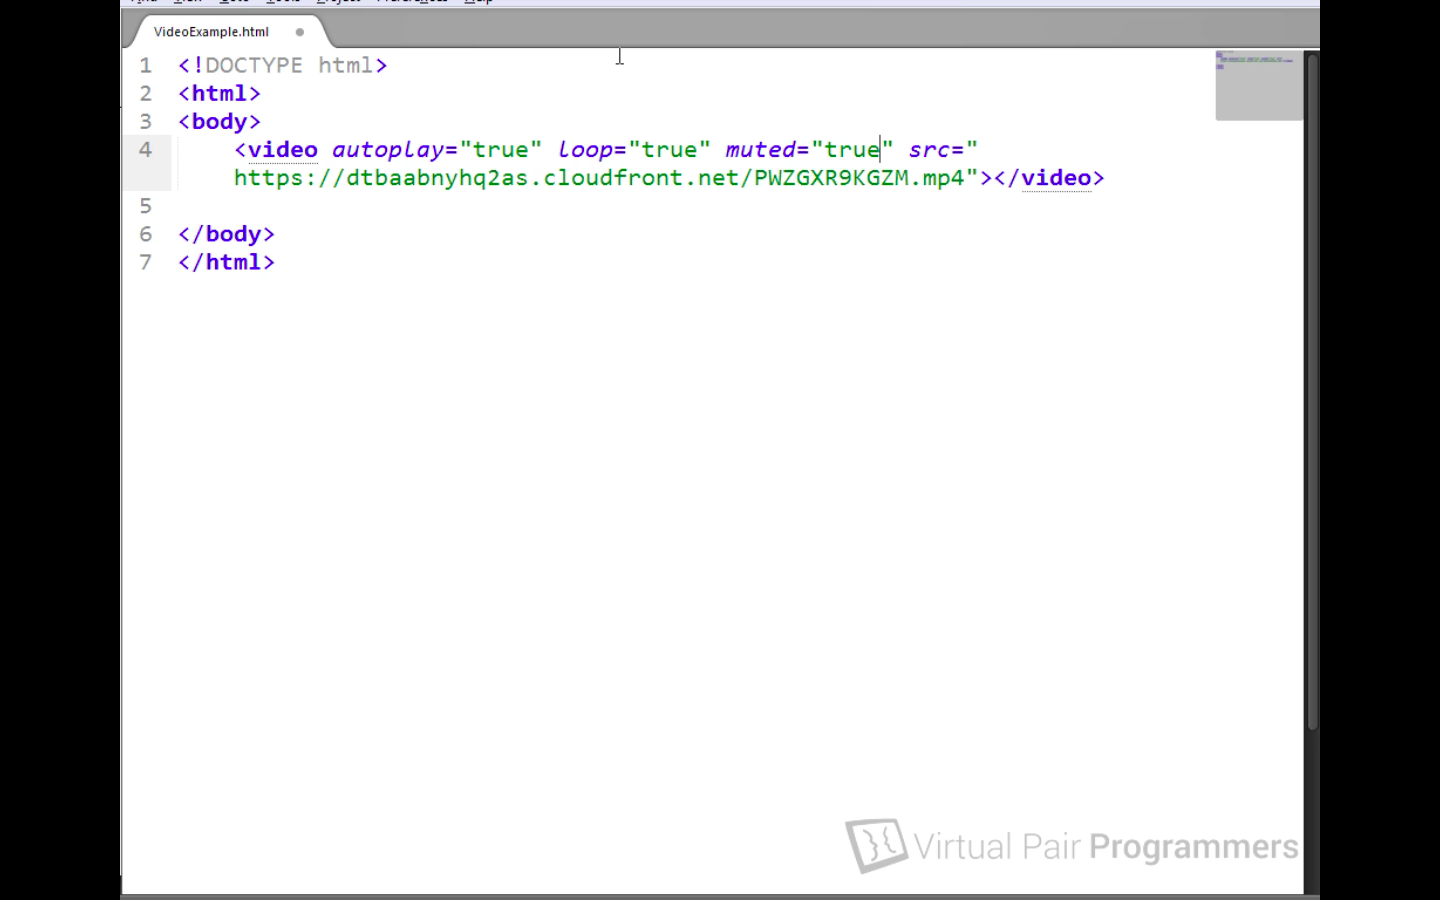 VideoExample.html
1 <!DOCTYPE html>
2 <html>
3 <body>
4 <video autoplay="true" loop="true" muted="true" src="
https://dtbaabnyhq2as.cloudfront.net/PWZGXR9KGZM.mp4"></video>
5
6 </body>
7 </html>
Virtual Pair Programmers